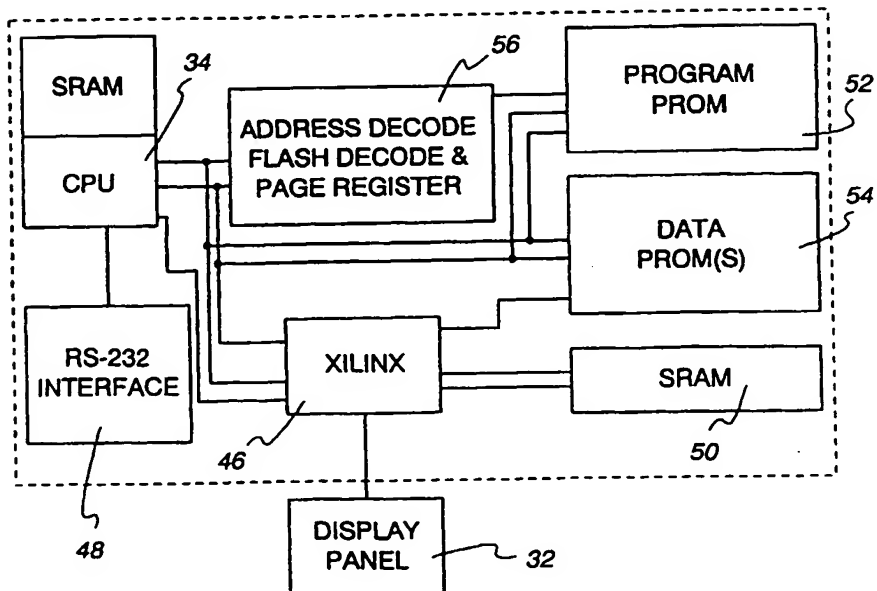 SRAM
34
CPU
56
ADDRESS DECODE
FLASH DECODE &
PAGE REGISTER
PROGRAM
PROM
52
DATA
PROM(S)
54
RS-232
INTERFACE
48
XILINX
46
SRAM
50
DISPLAY
PANEL
32